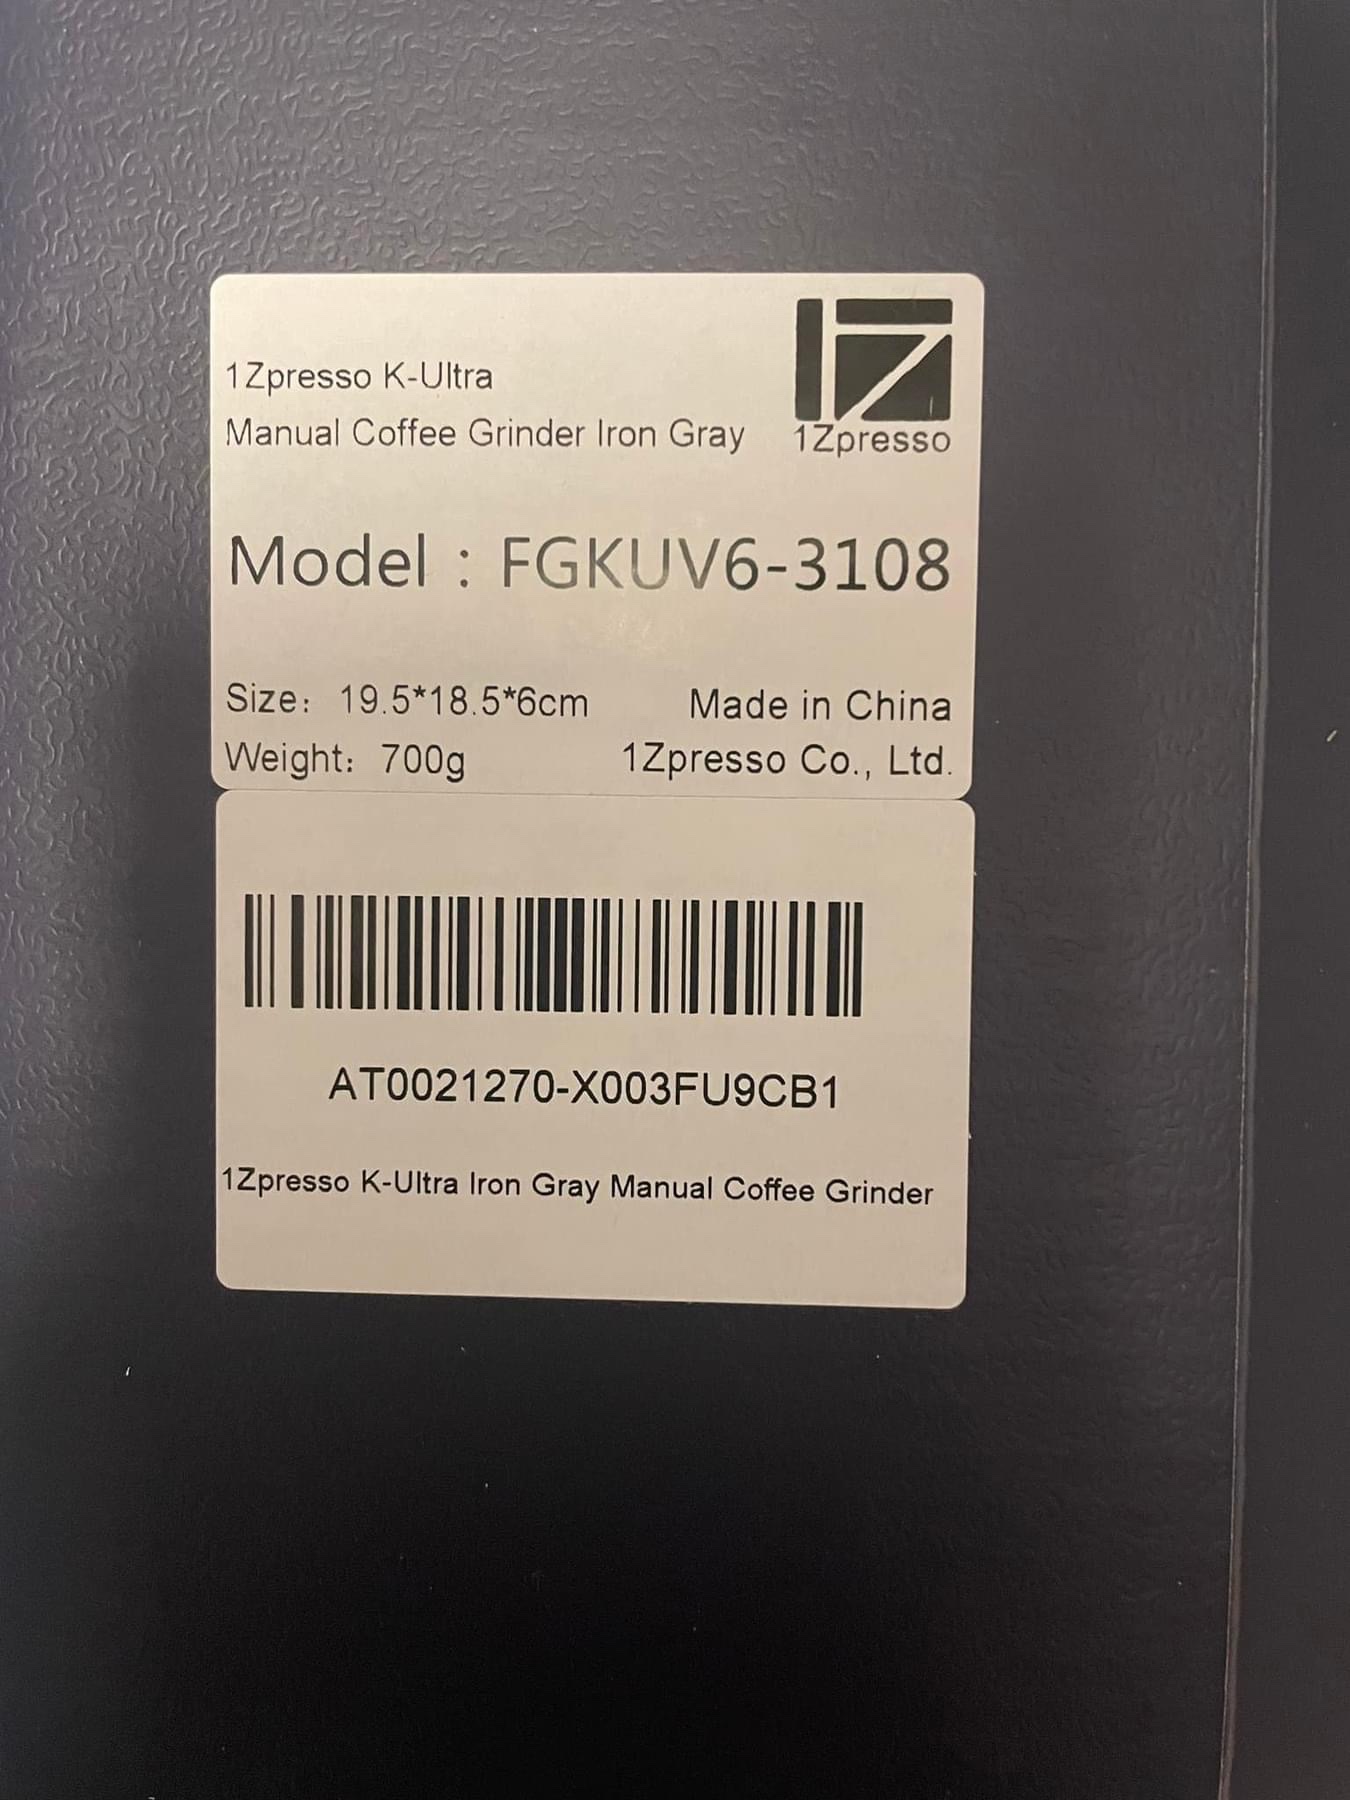 1Zpresso K-Ultra
Manual Coffee Grinder Iron Gray
1Zpresso
Model : FGKUV6-3108
Size: 19.5*18.5*6cm
Made in China
Weight: 700g
1Zpresso Co., Ltd.
AT0021270-X003FU9CB1
1Zpresso K-Ultra Iron Gray Manual Coffee Grinder